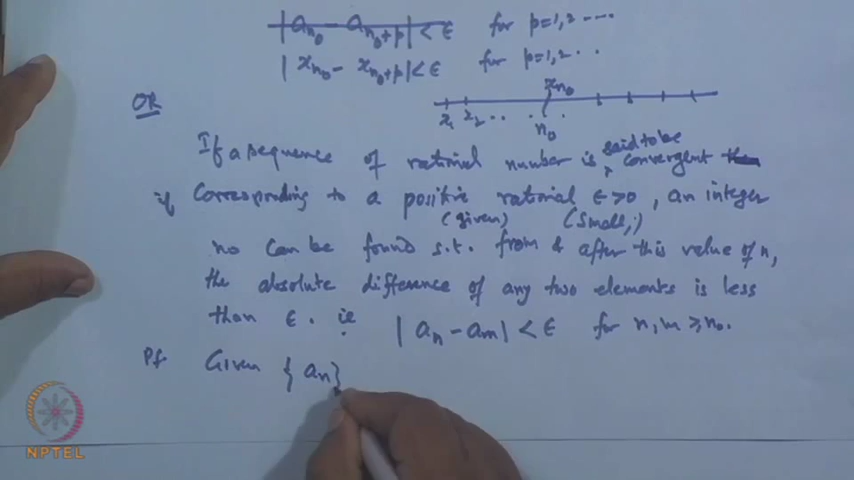 |a_{n_0} - a_{n_0+p}| < ε for p=1,2 ----
|x_{n_0} - x_{n_0+p}| < ε for p=1,2 . .
OR
x_{n_0}
x_1 x_2 . . n_0
If a sequence of rational number is said to be convergent
if Corresponding to a positive rational ε>0, an integer
(given) (small,)
no can be found s.t. from & after this value of n,
the absolute difference of any two elements is less
than ε. ie |a_n - a_m| < ε for n,m ≥ n_0.
Pf Given {a_n}
NPTEL